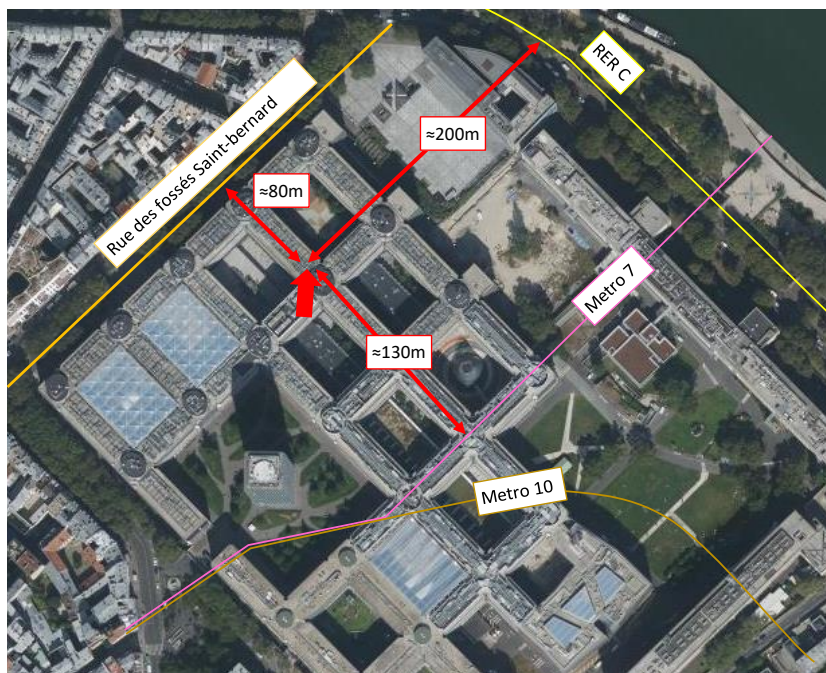 RER C
Rue des fossés Saint-bernard
≈200m
≈80m
Metro 7
≈130m
Metro 10